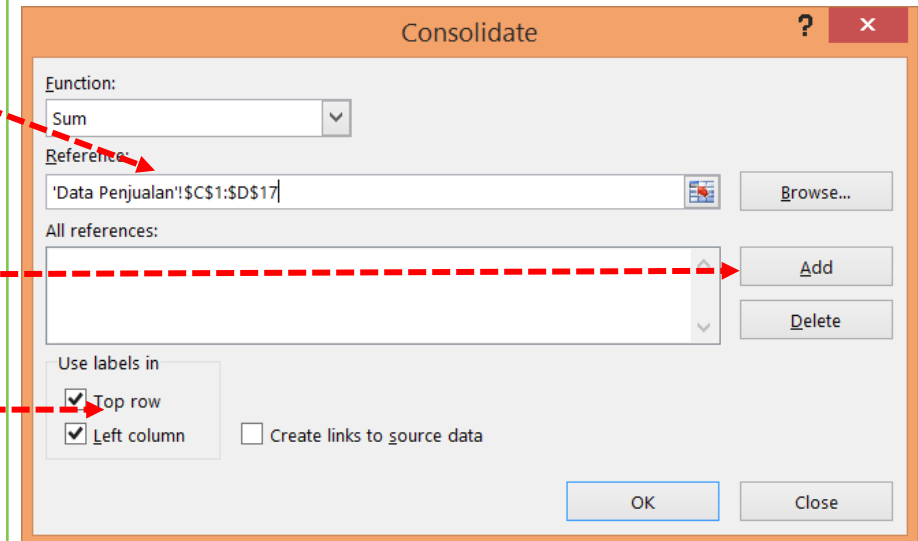 Consolidate
?
×
Function:
Sum
Reference:
'Data Penjualan'!$C$1:$D$17
Browse...
All references:
Add
Delete
Use labels in
Top row
Left column
Create links to source data
OK
Close